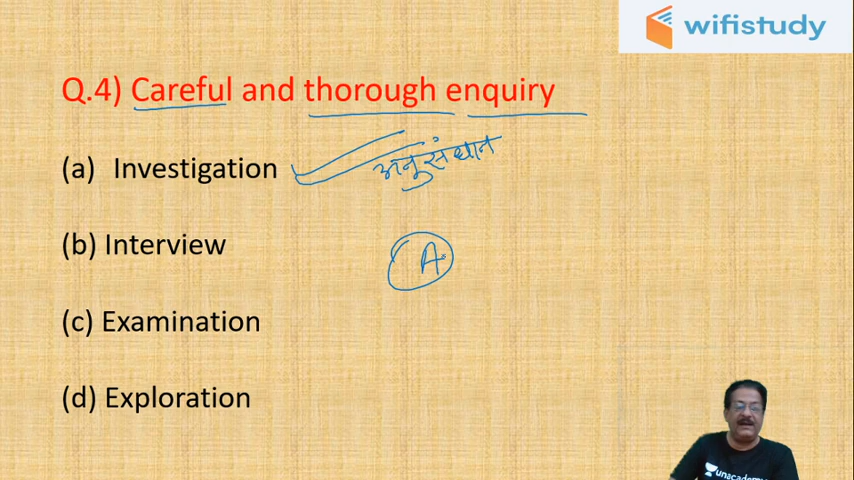 wifistudy
Q.4) Careful and thorough enquiry
(a) Investigation अनुसंधान
(b) Interview
A
(c) Examination
(d) Exploration
unacademy